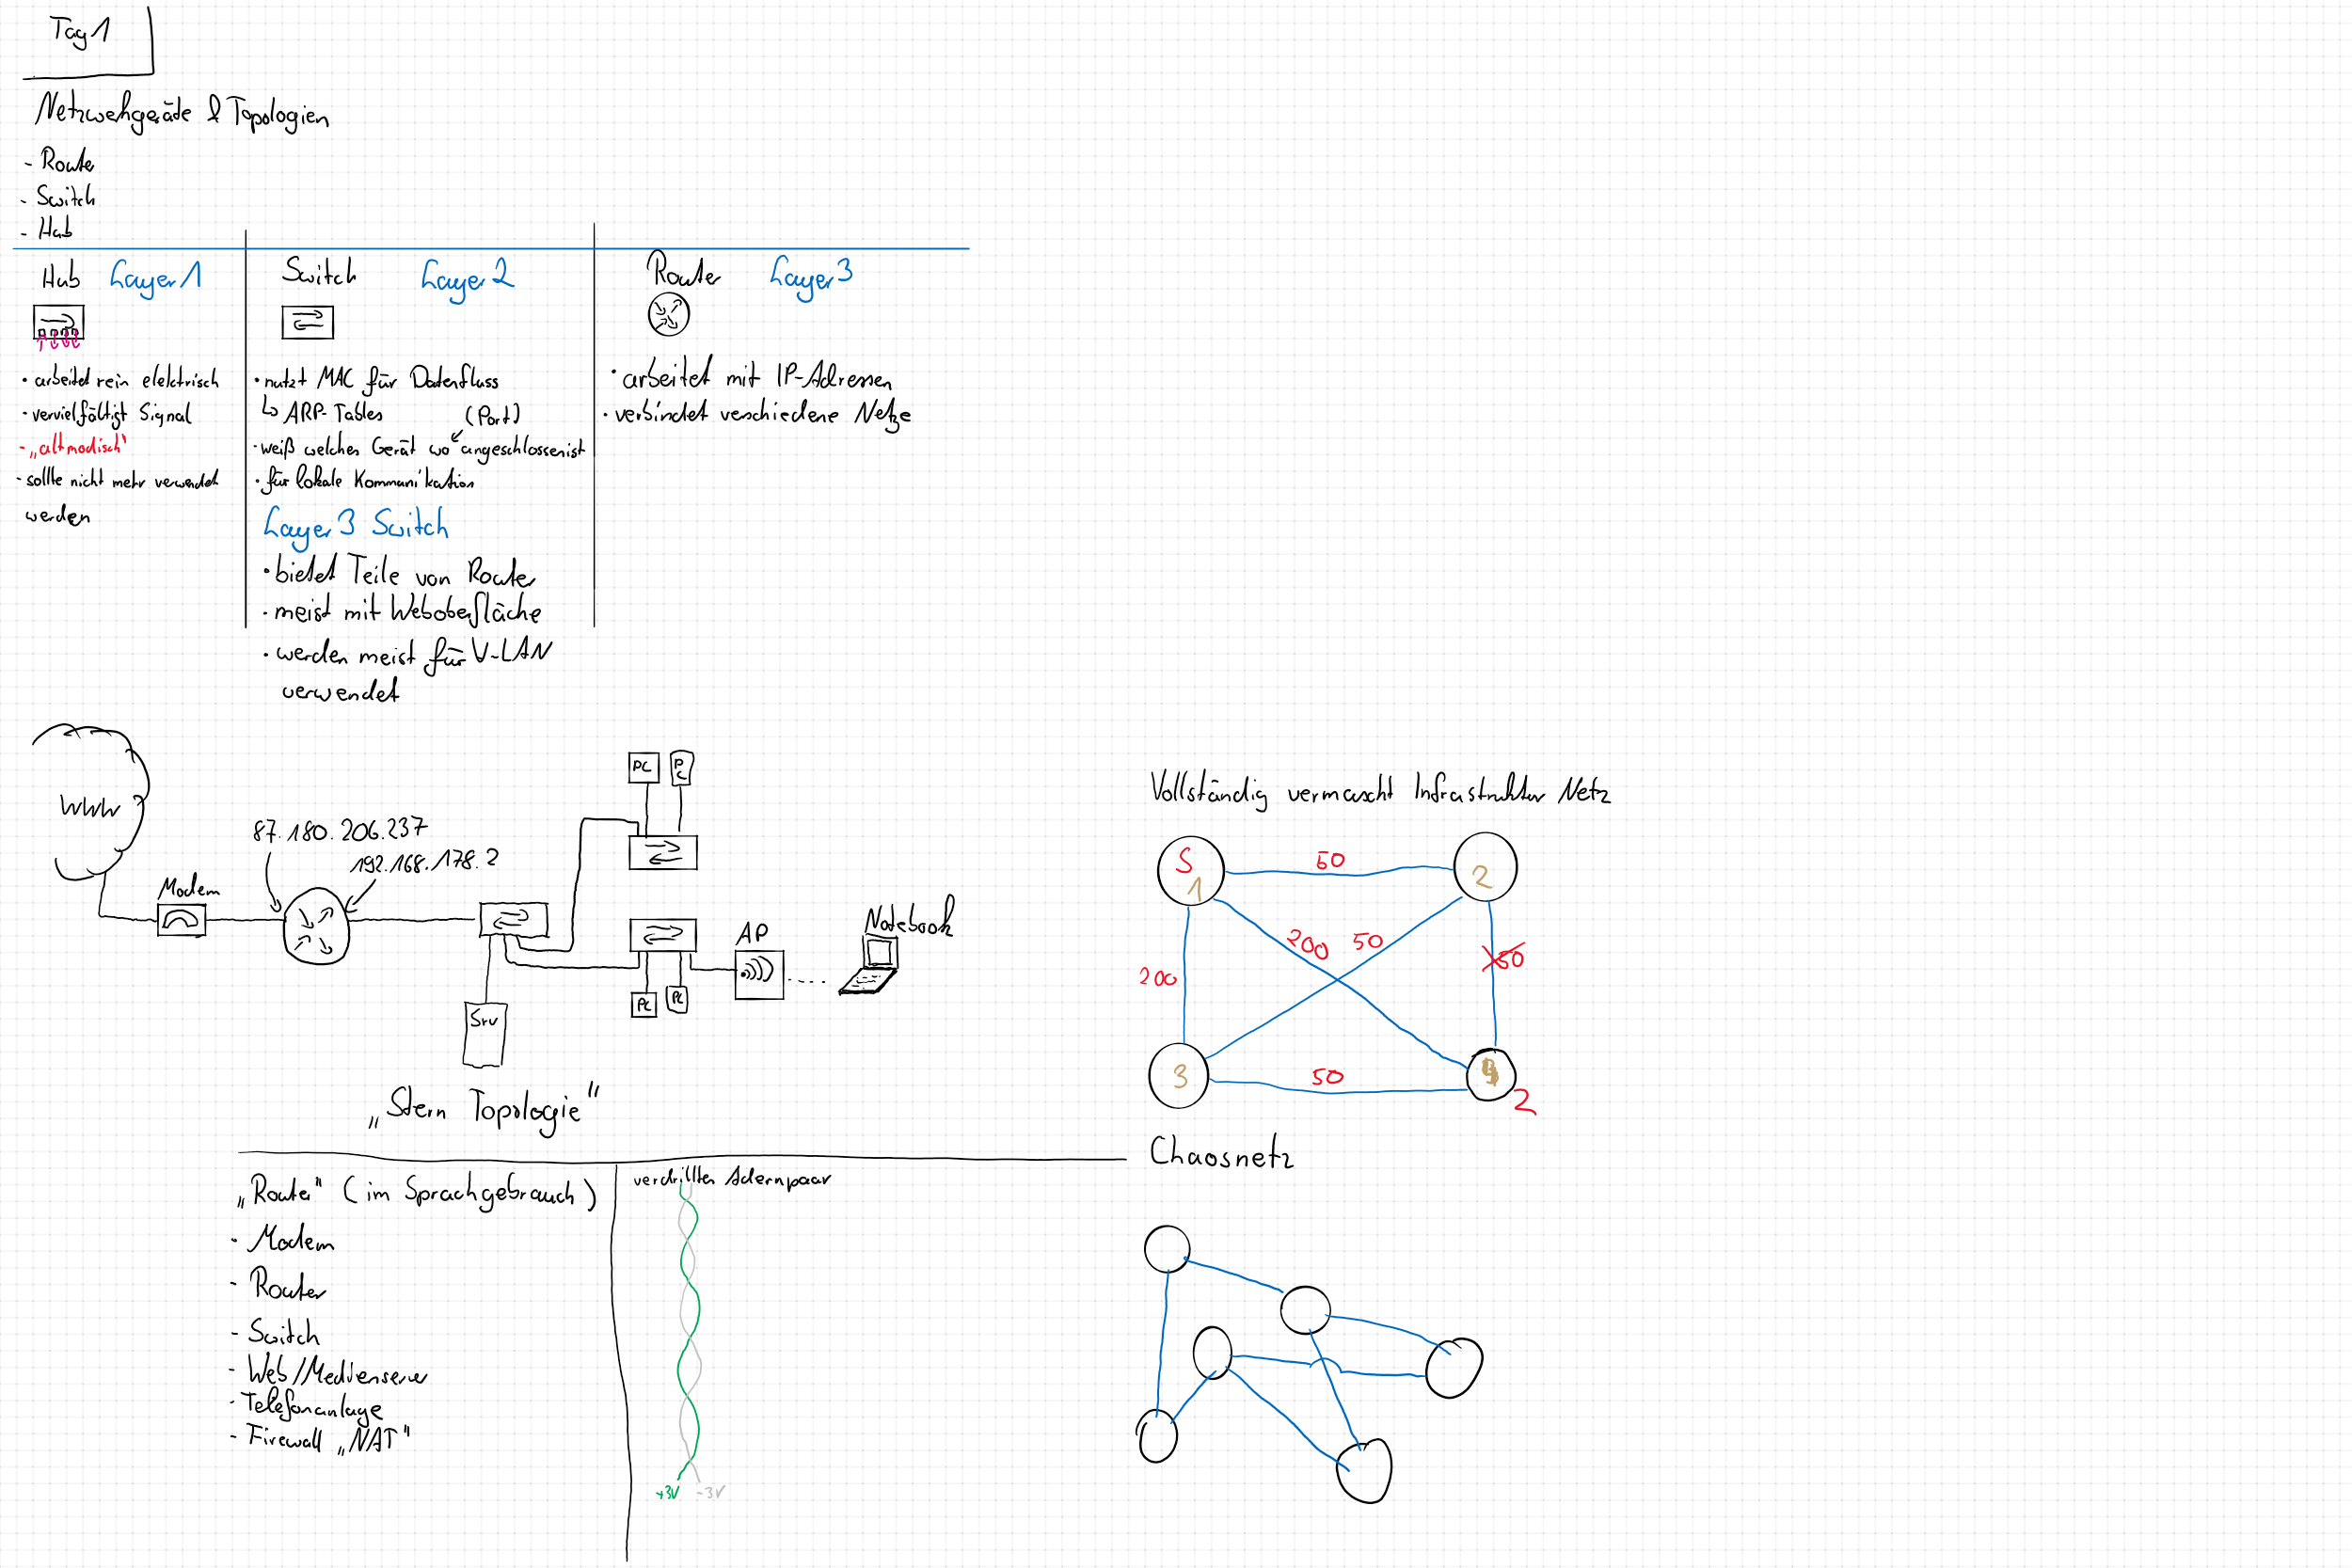 Tag 1
Netzwerkgeräte & Topologien
- Router
- Switch
- Hub
Hub Layer 1
• arbeitet rein elektrisch
• vervielfältigt Signal
- „altmodisch“
- sollte nicht mehr verwendet
werden
Switch Layer 2
• nutzt MAC für Datenfluss
↳ ARP-Tables (Port)
• weiß welches Gerät wo angeschlossen ist
• für lokale Kommunikation
Layer 3 Switch
• bietet Teile von Router
• meist mit Weboberfläche
• werden meist für V-LAN
verwendet
Router Layer 3
• arbeitet mit IP-Adressen
• verbindet verschiedene Netze
WWW
Modem
87.180.206.237
192.168.178.2
PC
PC
PC
PC
AP
Notebook
Srv
„Stern Topologie“
„Router“ (im Sprachgebrauch)
- Modem
- Router
- Switch
- Web/Medienserver
- Telefonanlage
- Firewall „NAT“
verdrilltes Adernpaar
+3V -3V
Vollständig vermascht Infrastruktur Netz
S
1
50
2
200
50
50
200
3
50
2
Chaosnetz